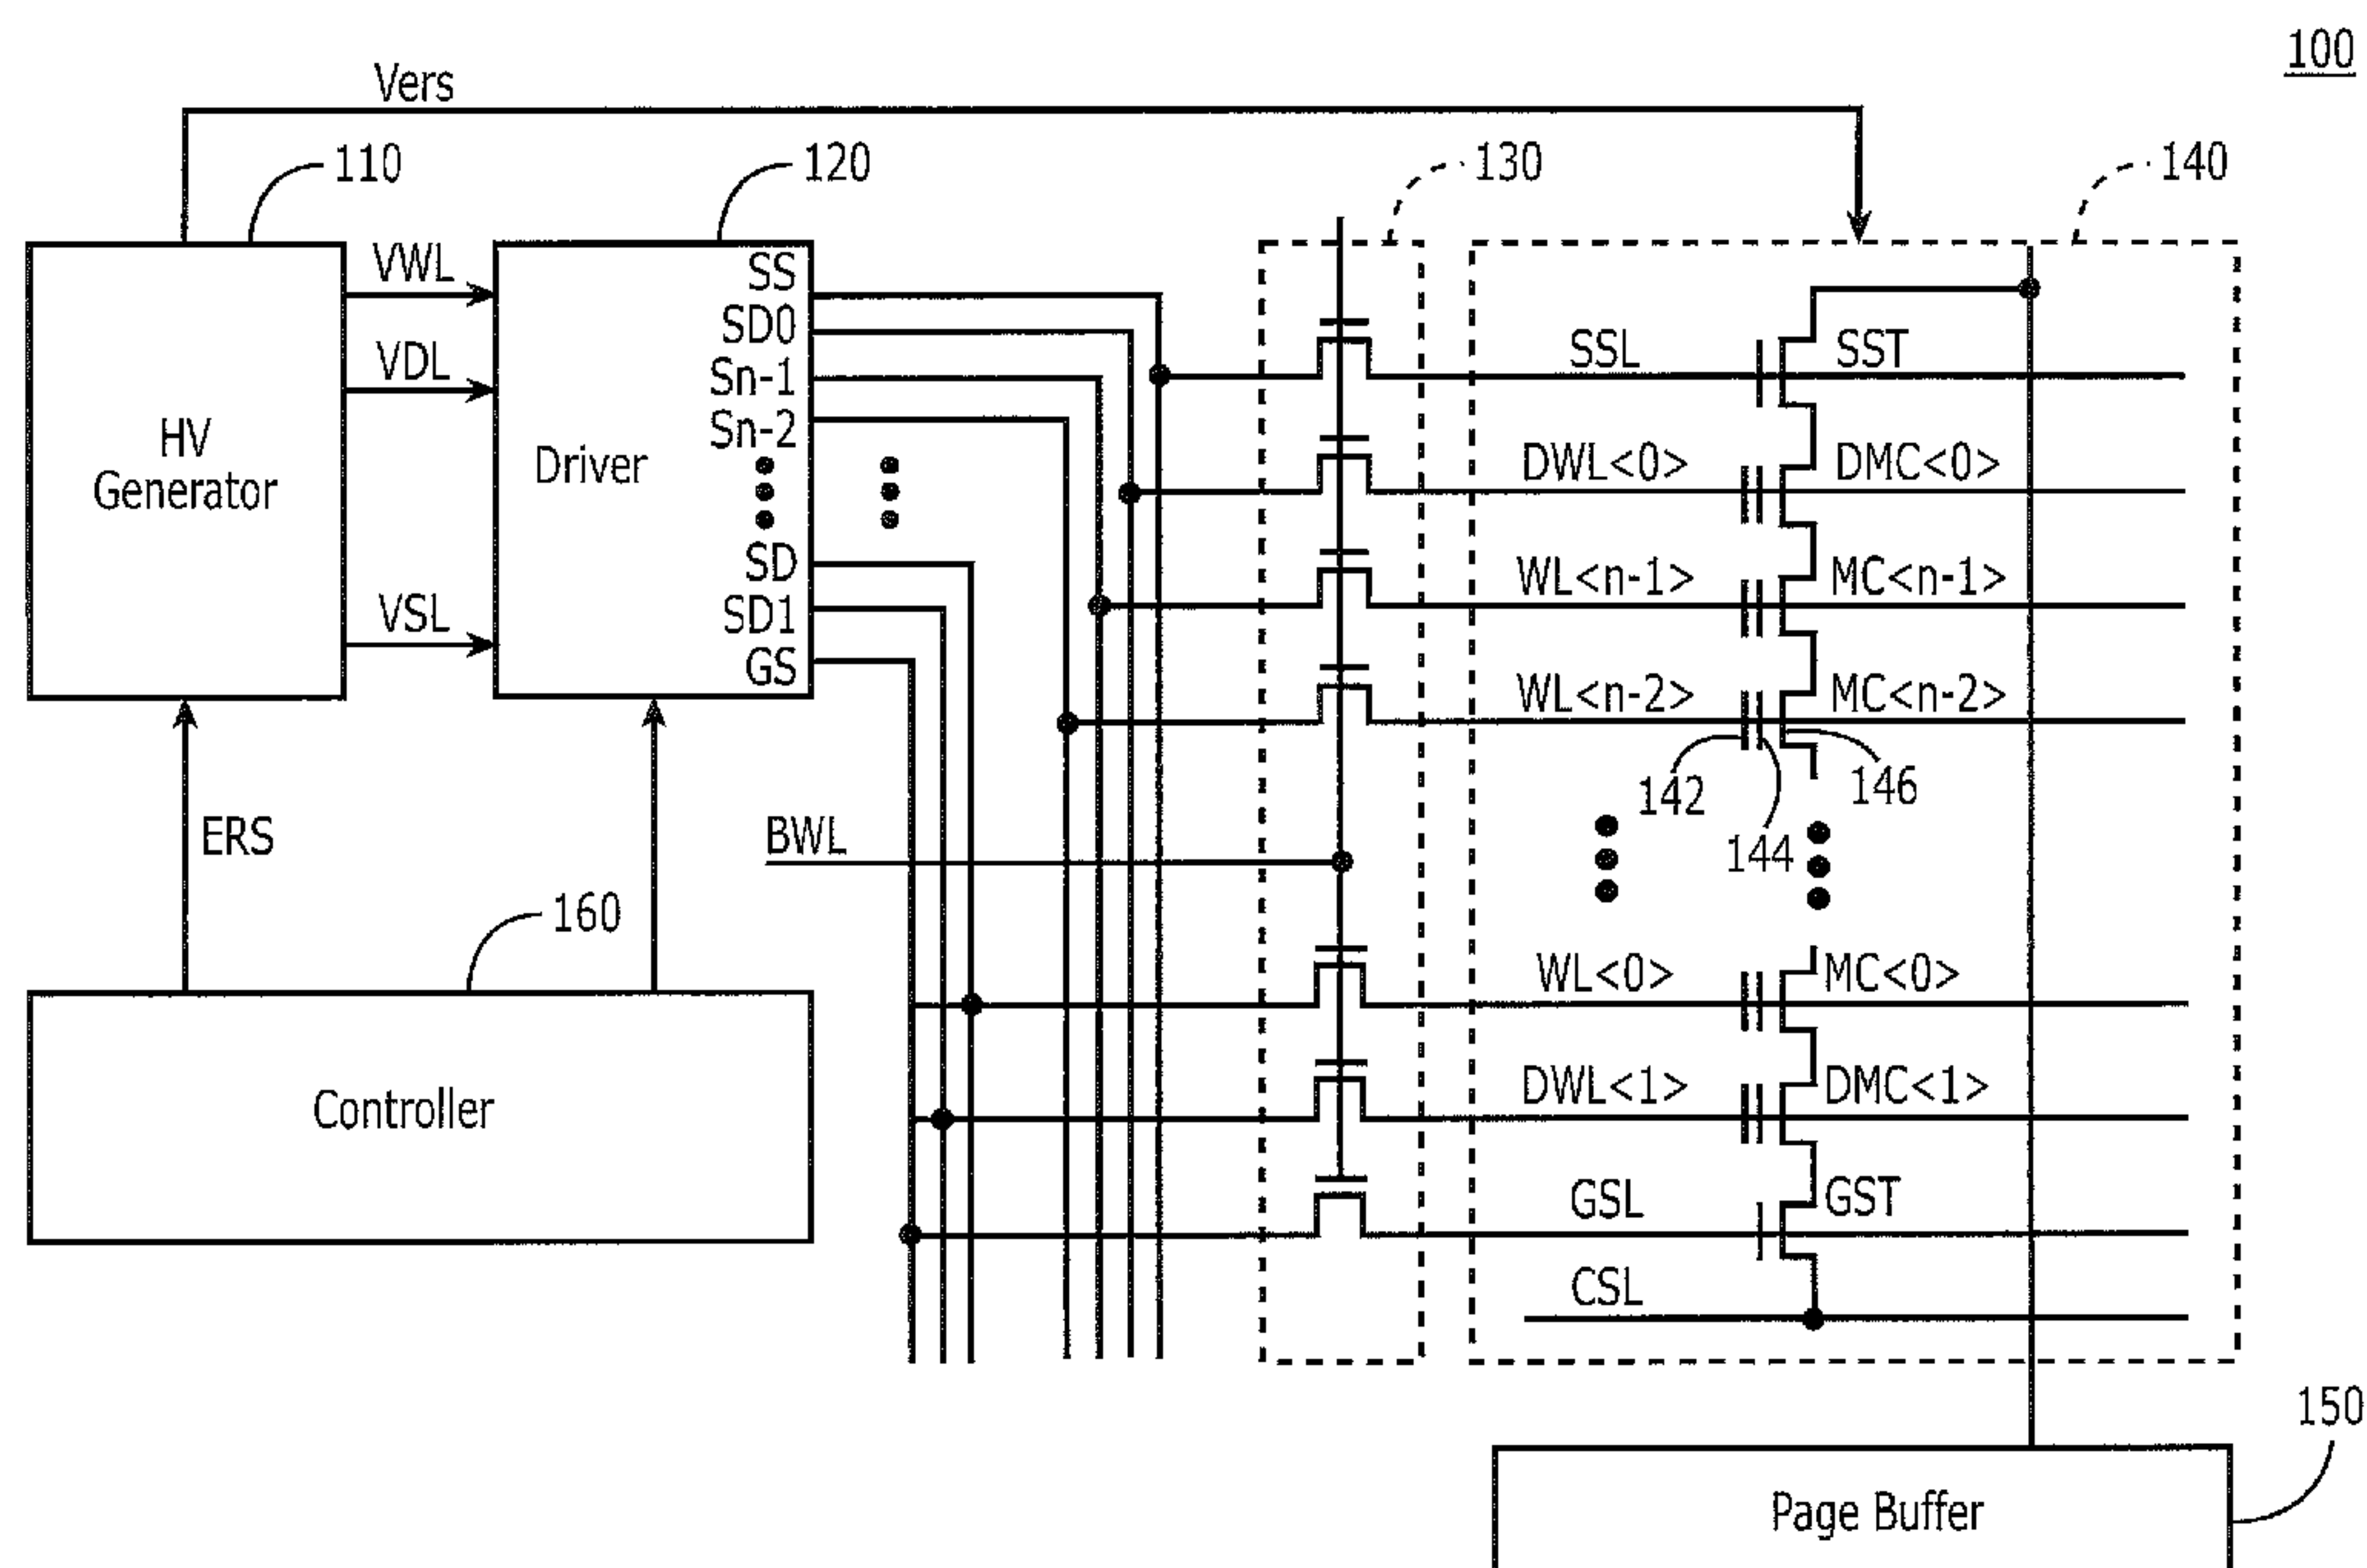 100
Vers
110
120
130
140
HV
Generator
VWL
VDL
VSL
Driver
SS
SD0
Sn-1
Sn-2
SD
SD1
GS
SSL
SST
DWL<0>
DMC<0>
WL<n-1>
MC<n-1>
WL<n-2>
MC<n-2>
142
144
146
ERS
BWL
160
Controller
WL<0>
MC<0>
DWL<1>
DMC<1>
GSL
GST
CSL
150
Page Buffer